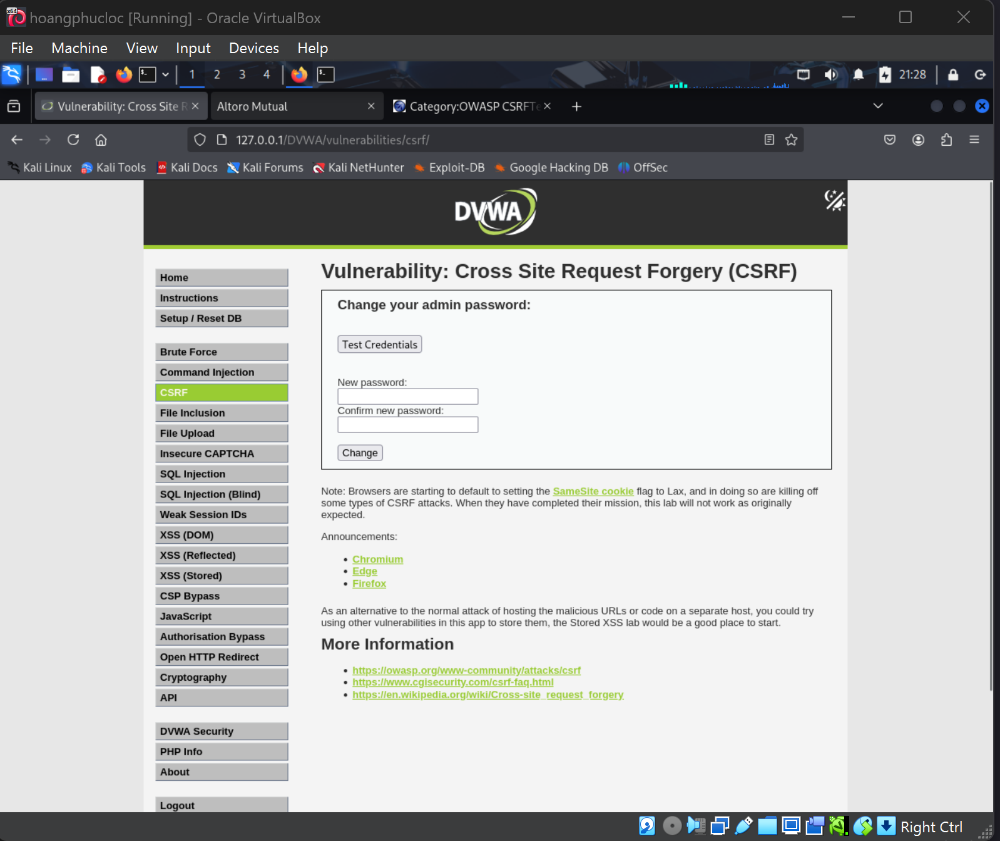 hoangphucloc [Running] - Oracle VirtualBox
File Machine View Input Devices Help
1 2 3 4 21:28
Vulnerability: Cross Site R Altoro Mutual Category:OWASP CSRFTe
127.0.0.1/DVWA/vulnerabilities/csrf/
Kali Linux Kali Tools Kali Docs Kali Forums Kali NetHunter Exploit-DB Google Hacking DB OffSec
DVWA
Home
Instructions
Setup / Reset DB
Brute Force
Command Injection
CSRF
File Inclusion
File Upload
Insecure CAPTCHA
SQL Injection
SQL Injection (Blind)
Weak Session IDs
XSS (DOM)
XSS (Reflected)
XSS (Stored)
CSP Bypass
JavaScript
Authorisation Bypass
Open HTTP Redirect
Cryptography
API
DVWA Security
PHP Info
About
Logout
Vulnerability: Cross Site Request Forgery (CSRF)
Change your admin password:
Test Credentials
New password:
Confirm new password:
Change
Note: Browsers are starting to default to setting the SameSite cookie flag to Lax, and in doing so are killing off
some types of CSRF attacks. When they have completed their mission, this lab will not work as originally
expected.
Announcements:
Chromium
Edge
Firefox
As an alternative to the normal attack of hosting the malicious URLs or code on a separate host, you could try
using other vulnerabilities in this app to store them, the Stored XSS lab would be a good place to start.
More Information
https://owasp.org/www-community/attacks/csrf
https://www.cgisecurity.com/csrf-faq.html
https://en.wikipedia.org/wiki/Cross-site_request_forgery
Right Ctrl